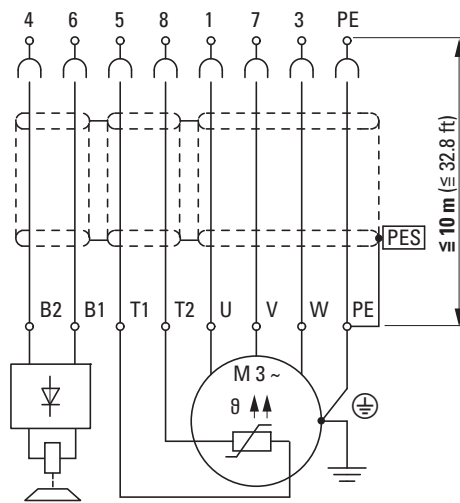 4 6 5 8 1 7 3 PE
≦ 10 m (≦ 32.8 ft)
PES
B2 B1 T1 T2 U V W PE
M 3 ~
ϑ